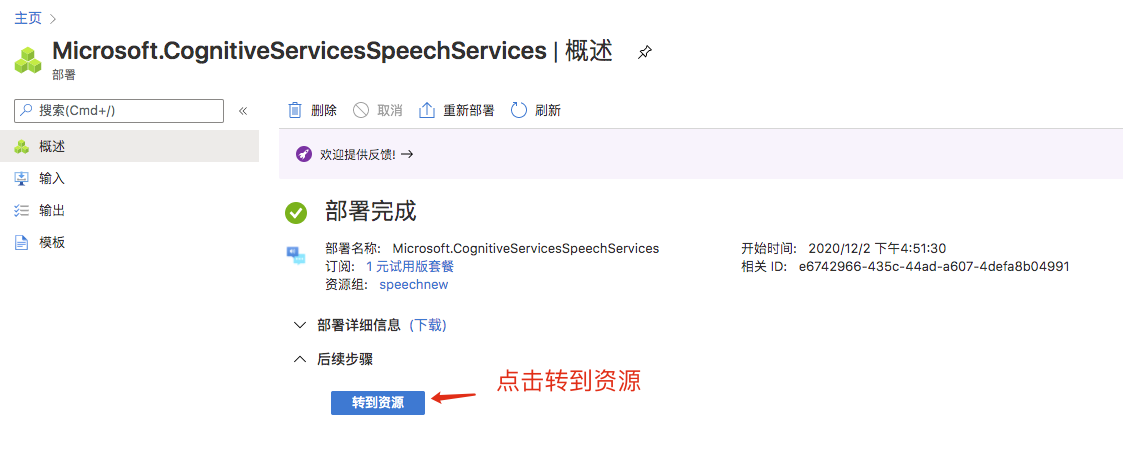 主页
Microsoft.CognitiveServicesSpeechServices | 概述
部署
搜索(Cmd+/)
删除 取消 重新部署 刷新
概述
输入
输出
模板
欢迎提供反馈!
部署完成
部署名称: Microsoft.CognitiveServicesSpeechServices 开始时间: 2020/12/2 下午4:51:30
订阅: 1 元试用版套餐 相关 ID: e6742966-435c-44ad-a607-4defa8b04991
资源组: speechnew
部署详细信息 (下载)
后续步骤
点击转到资源
转到资源